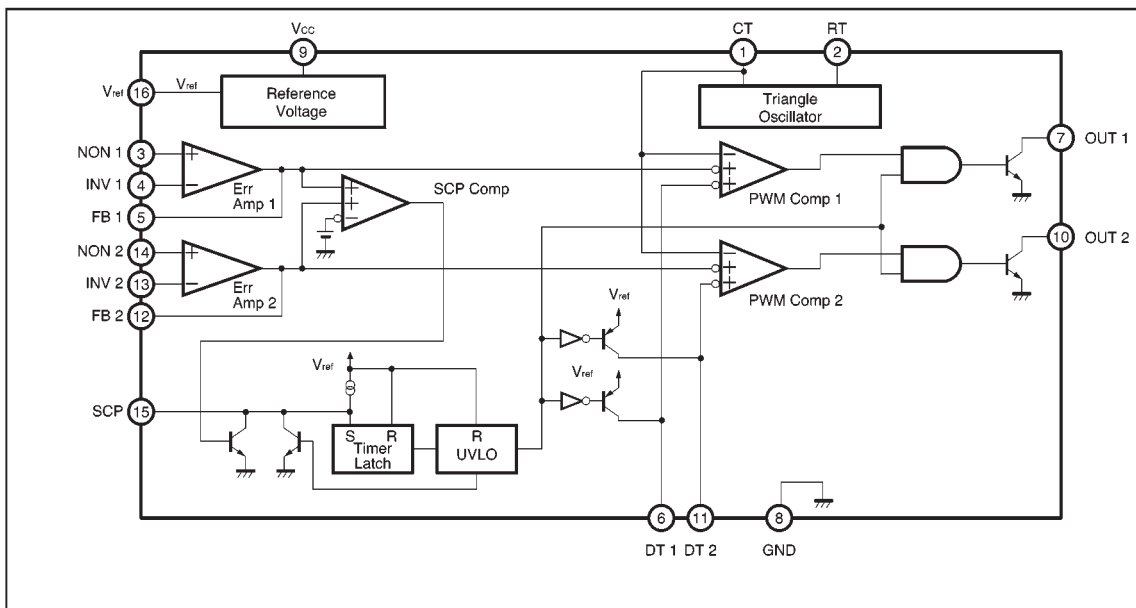 Vcc
9
CT
1
RT
2
Vref
16
Vref
Reference
Voltage
Triangle
Oscillator
NON 1
3
+
INV 1
4
−
Err
Amp 1
FB 1
5
NON 2
14
+
INV 2
13
−
Err
Amp 2
FB 2
12
+
+
−
SCP Comp
−
+
+
PWM Comp 1
7
OUT 1
−
+
+
PWM Comp 2
10
OUT 2
Vref
Vref
Vref
SCP
15
S R
Timer
Latch
R
UVLO
6
DT 1
11
DT 2
8
GND